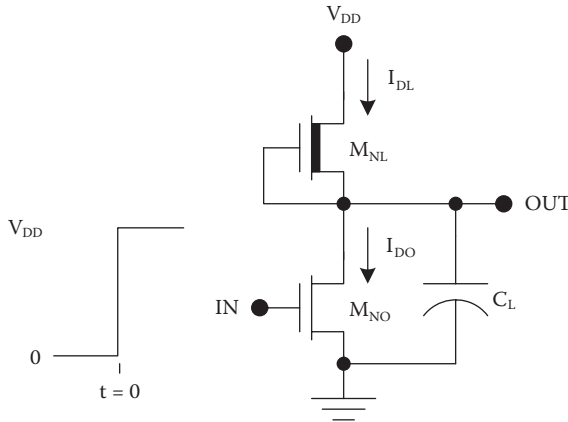 V_DD
I_DL
M_NL
OUT
V_DD
I_DO
IN
M_NO
C_L
0
t = 0